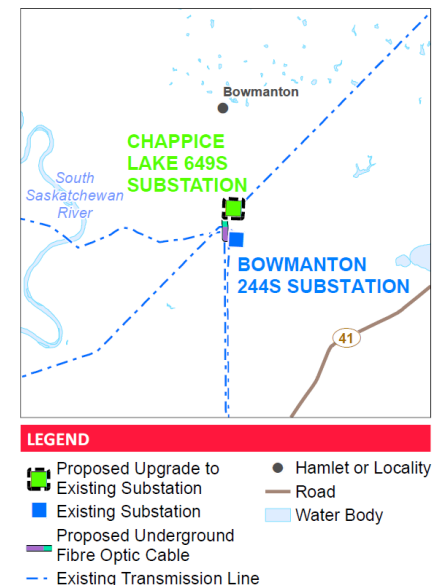 Bowmanton
CHAPPICE
LAKE 649S
SUBSTATION
South
Saskatchewan
River
BOWMANTON
244S SUBSTATION
41
LEGEND
Proposed Upgrade to
Existing Substation
Existing Substation
Proposed Underground
Fibre Optic Cable
Existing Transmission Line
Hamlet or Locality
Road
Water Body